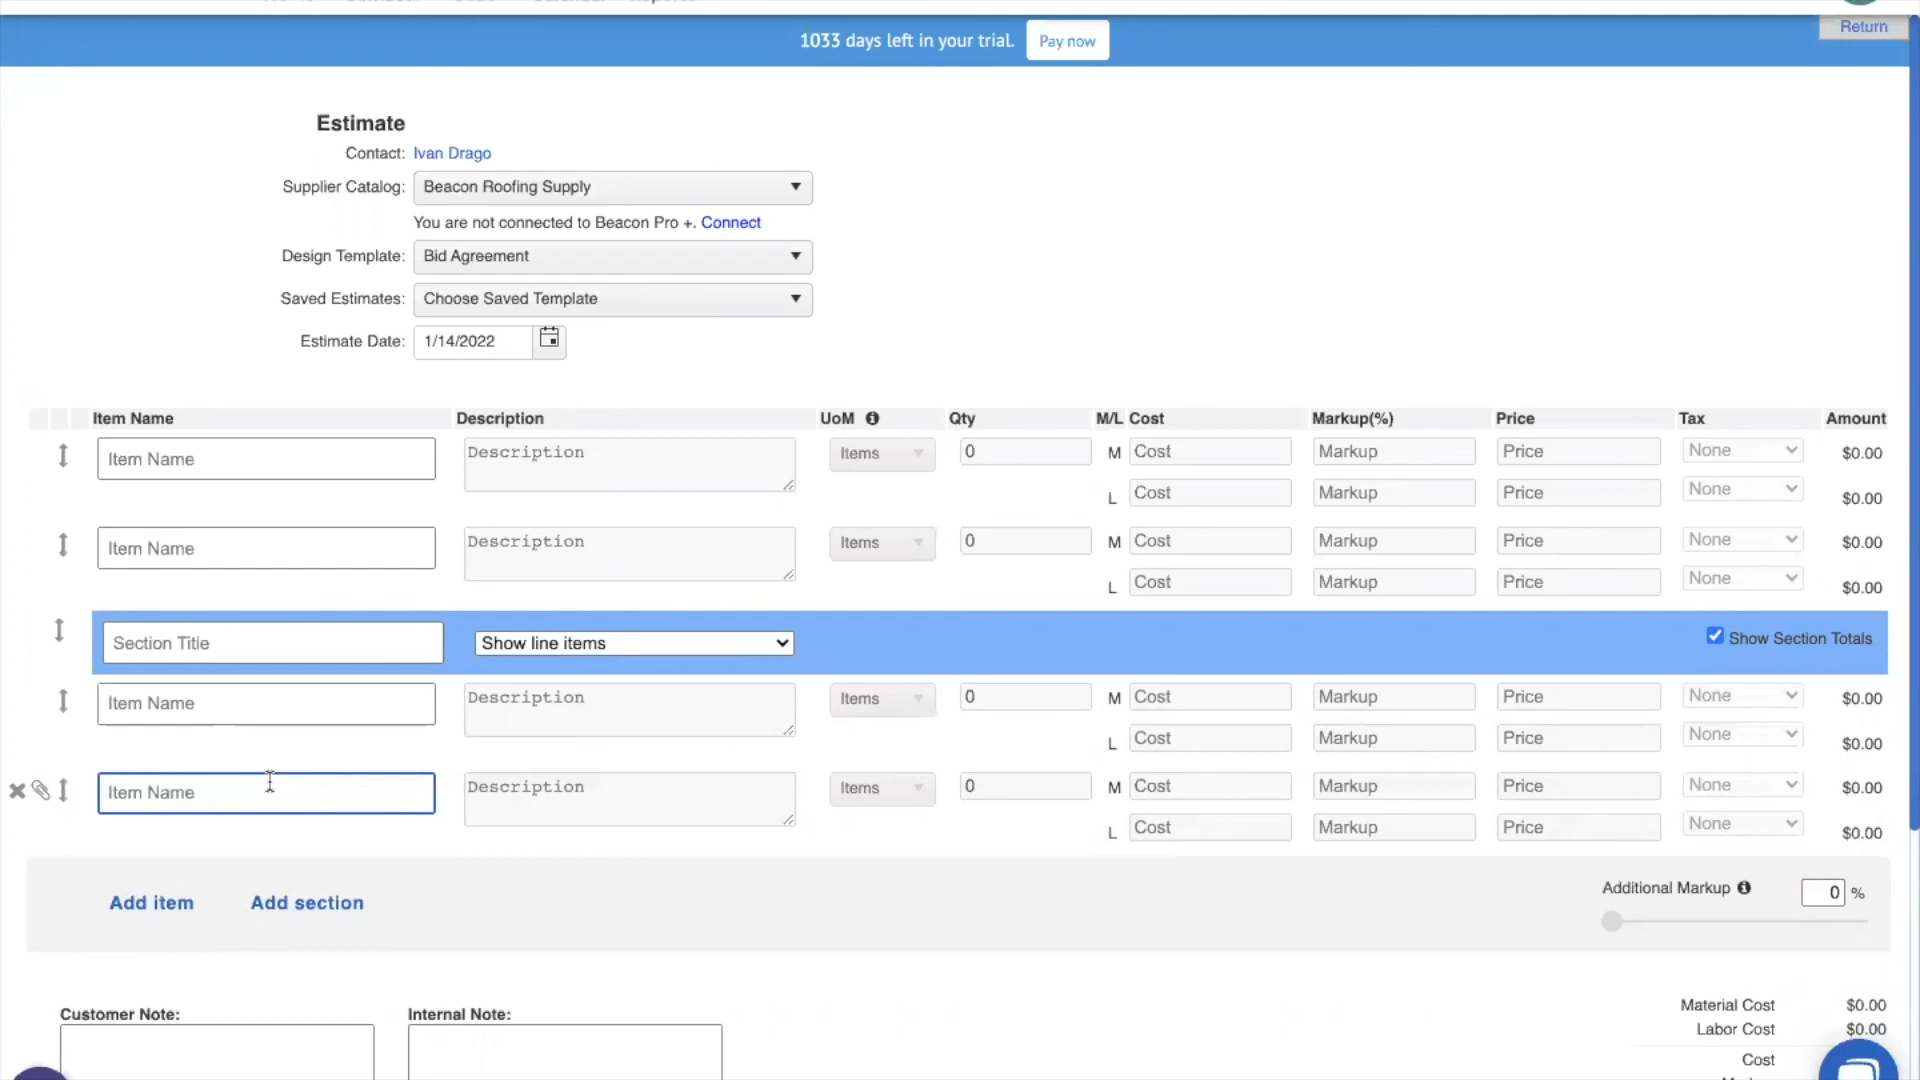 1033 days left in your trial. Pay now
Return
Estimate
Contact: Ivan Drago
Supplier Catalog: Beacon Roofing Supply
You are not connected to Beacon Pro +. Connect
Design Template: Bid Agreement
Saved Estimates: Choose Saved Template
Estimate Date: 1/14/2022
Item Name Description UoM Qty M/L Cost Markup(%) Price Tax Amount
Item Name Description Items 0 M Cost Markup Price None $0.00
L Cost Markup Price None $0.00
Item Name Description Items 0 M Cost Markup Price None $0.00
L Cost Markup Price None $0.00
Section Title Show line items Show Section Totals
Item Name Description Items 0 M Cost Markup Price None $0.00
L Cost Markup Price None $0.00
Item Name Description Items 0 M Cost Markup Price None $0.00
L Cost Markup Price None $0.00
Add item Add section Additional Markup 0 %
Customer Note: Internal Note:
Material Cost $0.00
Labor Cost $0.00
Cost